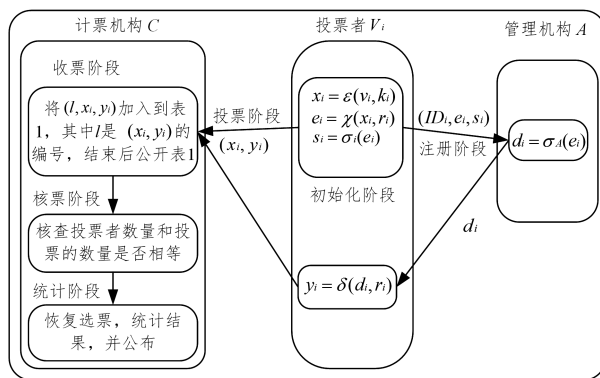 计票机构 C
投票者 Vi
管理机构 A
收票阶段
将(l, xi, yi)加入到表
1，其中l是 (xi, yi)的
编号，结束后公开表1
核票阶段
核查投票者数量和投
票的数量是否相等
统计阶段
恢复选票，统计结
果，并公布
投票阶段
(xi, yi)
xi = ε(vi, ki)
ei = χ(xi, ri)
si = σi(ei)
初始化阶段
yi = δ(di, ri)
(IDi, ei, si)
注册阶段
di
di = σA(ei)